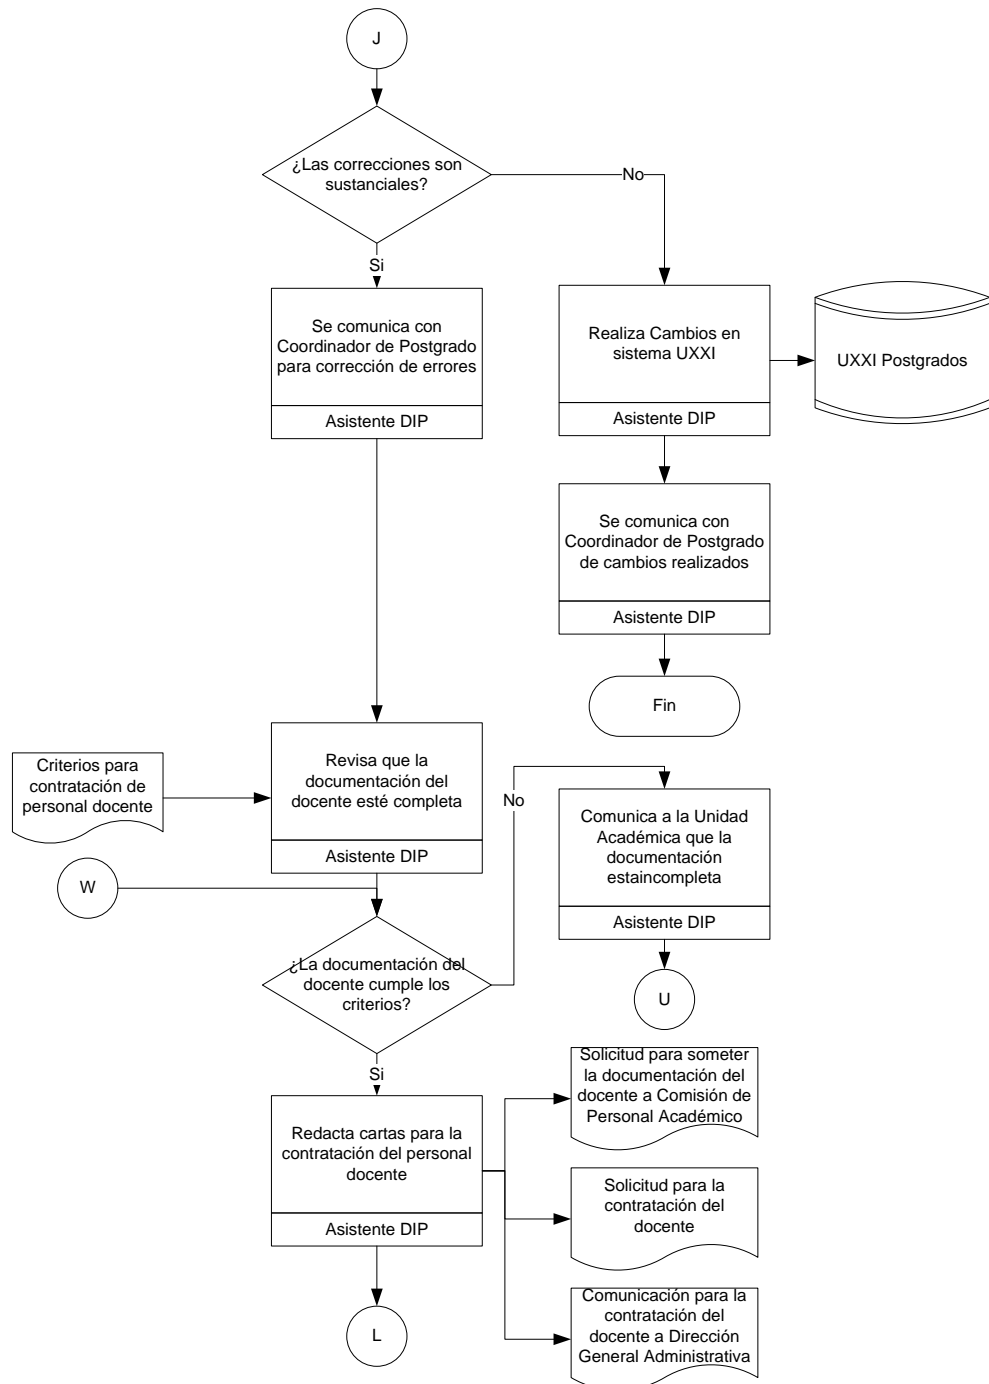 J
¿Las correcciones son
sustanciales?
No
Si
Se comunica con
Coordinador de Postgrado
para corrección de errores
Asistente DIP
Realiza Cambios en
sistema UXXI
Asistente DIP
UXXI Postgrados
Se comunica con
Coordinador de Postgrado
de cambios realizados
Asistente DIP
Fin
Criterios para
contratación de
personal docente
Revisa que la
documentación del
docente esté completa
Asistente DIP
No
Comunica a la Unidad
Académica que la
documentación
estaincompleta
Asistente DIP
W
¿La documentación del
docente cumple los
criterios?
U
Si
Redacta cartas para la
contratación del personal
docente
Asistente DIP
Solicitud para someter
la documentación del
docente a Comisión de
Personal Académico
Solicitud para la
contratación del
docente
Comunicación para la
contratación del
docente a Dirección
General Administrativa
L